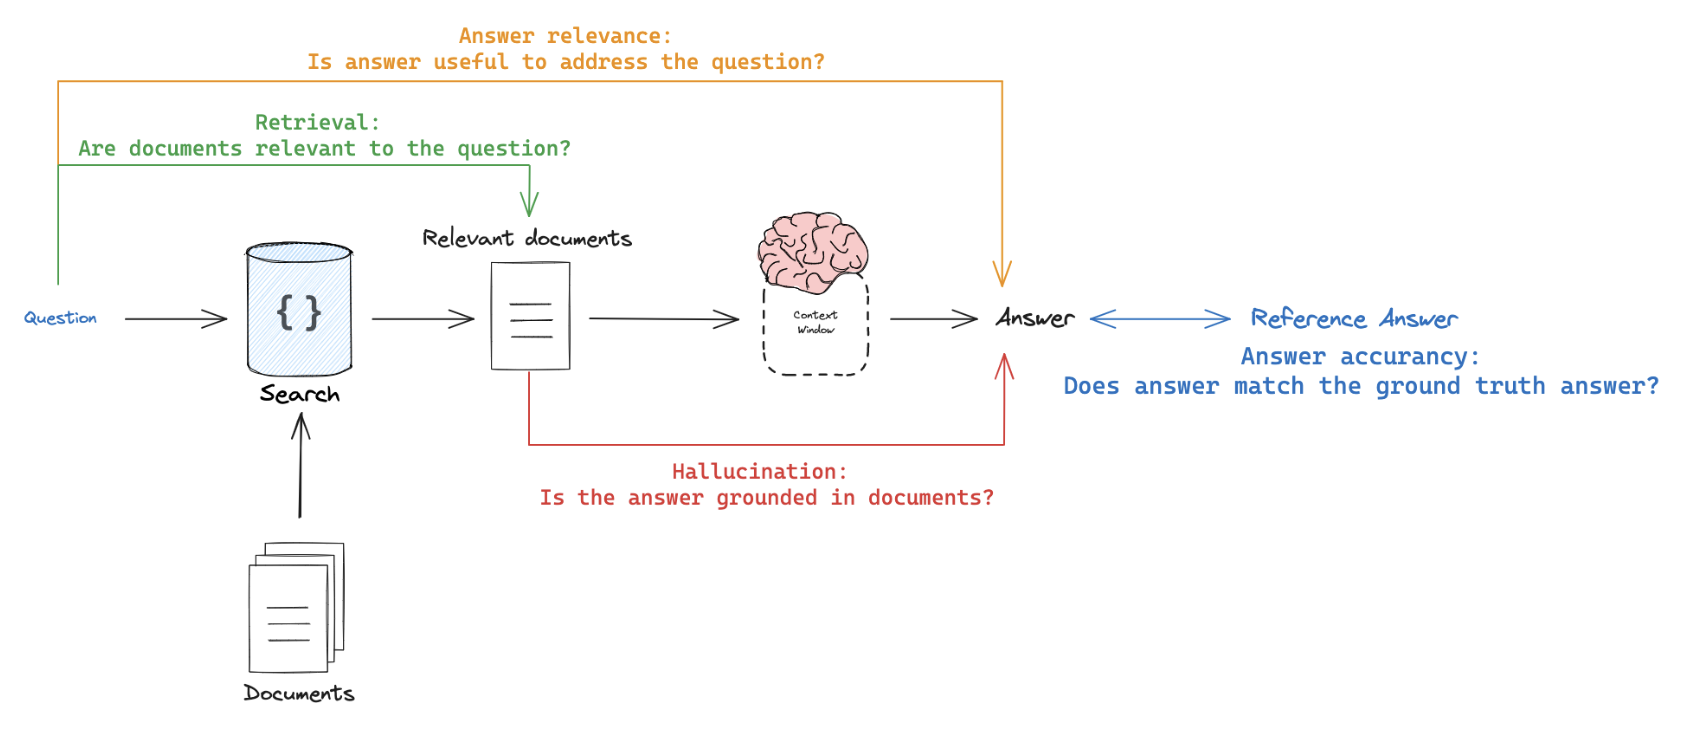 Answer relevance:
Is answer useful to address the question?
Retrieval:
Are documents relevant to the question?
Relevant documents
Question
{}
Search
Context
Window
Answer
Reference Answer
Answer accurancy:
Does answer match the ground truth answer?
Hallucination:
Is the answer grounded in documents?
Documents